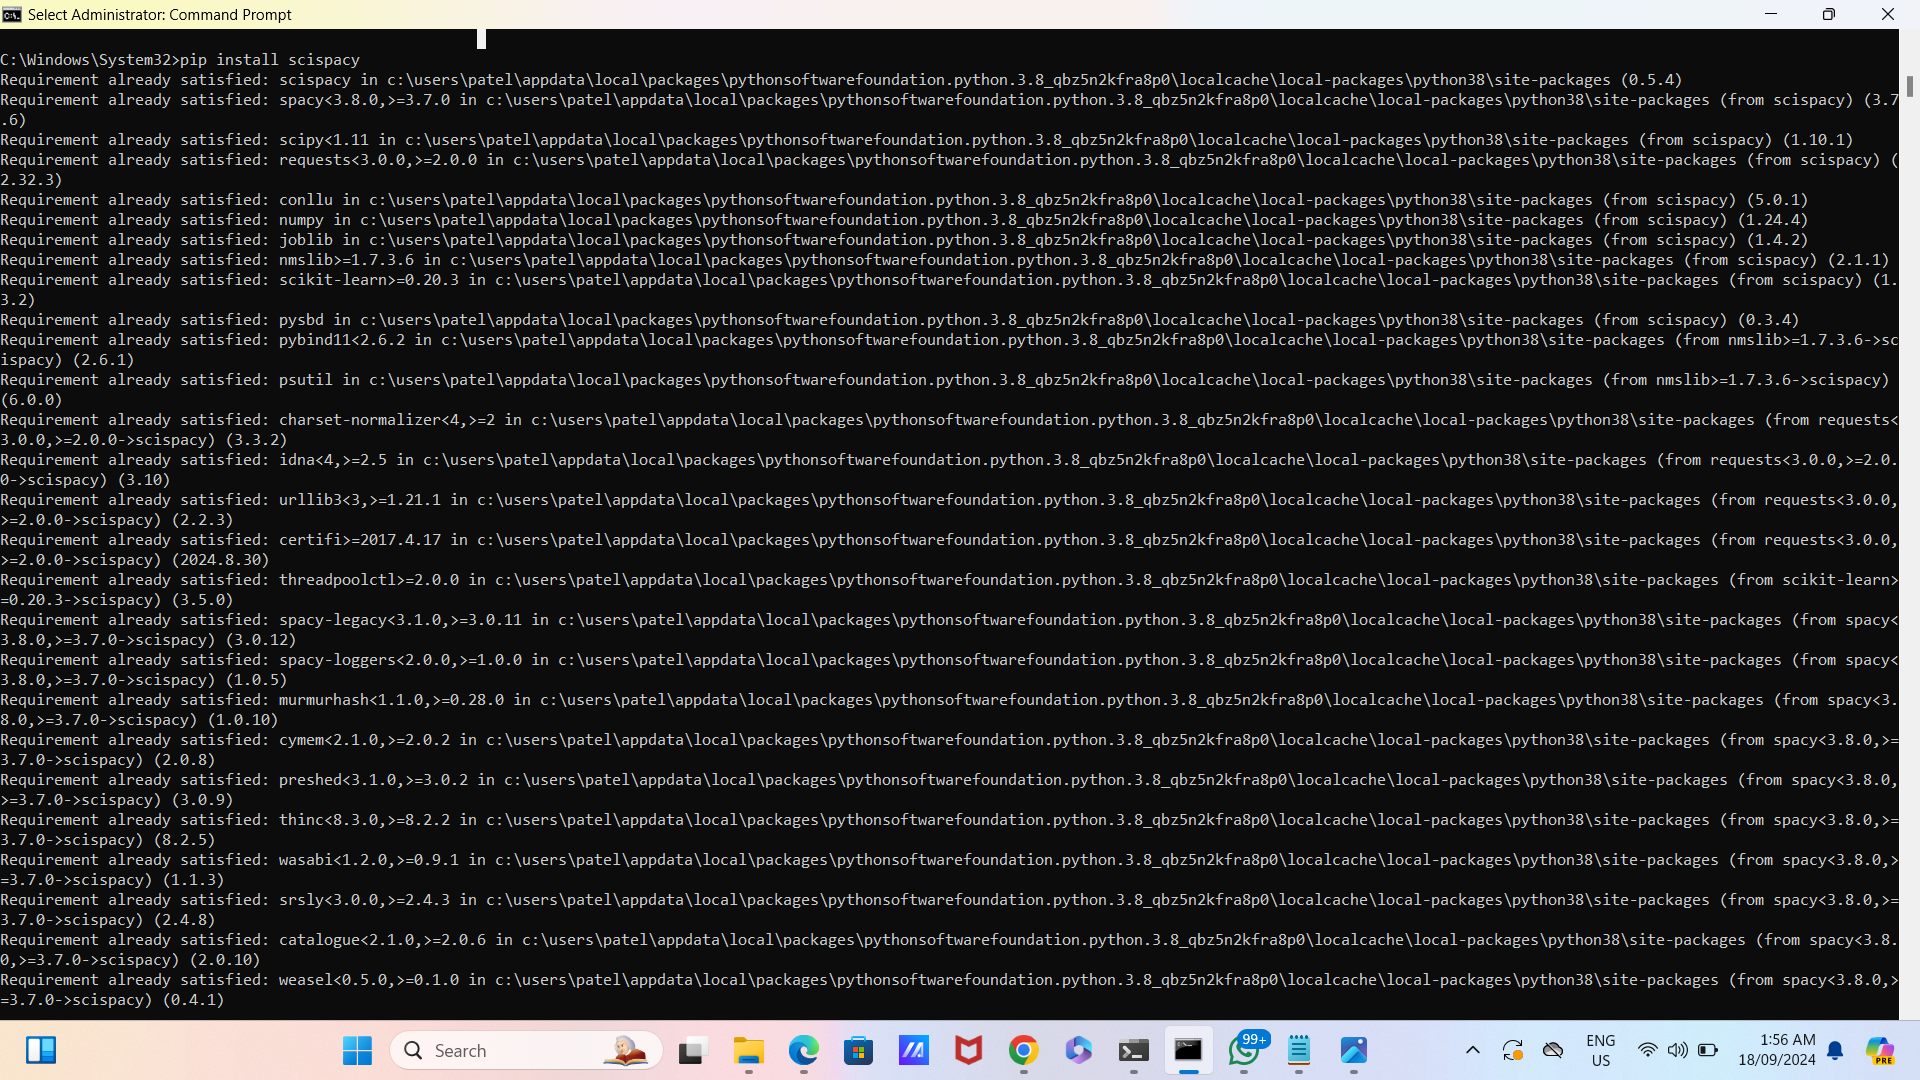 Select Administrator: Command Prompt
C:\Windows\System32>pip install scispacy
Requirement already satisfied: scispacy in c:\users\patel\appdata\local\packages\pythonsoftwarefoundation.python.3.8_qbz5n2kfra8p0\localcache\local-packages\python38\site-packages (0.5.4)
Requirement already satisfied: spacy<3.8.0,>=3.7.0 in c:\users\patel\appdata\local\packages\pythonsoftwarefoundation.python.3.8_qbz5n2kfra8p0\localcache\local-packages\python38\site-packages (from scispacy) (3.7
.6)
Requirement already satisfied: scipy<1.11 in c:\users\patel\appdata\local\packages\pythonsoftwarefoundation.python.3.8_qbz5n2kfra8p0\localcache\local-packages\python38\site-packages (from scispacy) (1.10.1)
Requirement already satisfied: requests<3.0.0,>=2.0.0 in c:\users\patel\appdata\local\packages\pythonsoftwarefoundation.python.3.8_qbz5n2kfra8p0\localcache\local-packages\python38\site-packages (from scispacy) (
2.32.3)
Requirement already satisfied: conllu in c:\users\patel\appdata\local\packages\pythonsoftwarefoundation.python.3.8_qbz5n2kfra8p0\localcache\local-packages\python38\site-packages (from scispacy) (5.0.1)
Requirement already satisfied: numpy in c:\users\patel\appdata\local\packages\pythonsoftwarefoundation.python.3.8_qbz5n2kfra8p0\localcache\local-packages\python38\site-packages (from scispacy) (1.24.4)
Requirement already satisfied: joblib in c:\users\patel\appdata\local\packages\pythonsoftwarefoundation.python.3.8_qbz5n2kfra8p0\localcache\local-packages\python38\site-packages (from scispacy) (1.4.2)
Requirement already satisfied: nmslib>=1.7.3.6 in c:\users\patel\appdata\local\packages\pythonsoftwarefoundation.python.3.8_qbz5n2kfra8p0\localcache\local-packages\python38\site-packages (from scispacy) (2.1.1)
Requirement already satisfied: scikit-learn>=0.20.3 in c:\users\patel\appdata\local\packages\pythonsoftwarefoundation.python.3.8_qbz5n2kfra8p0\localcache\local-packages\python38\site-packages (from scispacy) (1.
3.2)
Requirement already satisfied: pysbd in c:\users\patel\appdata\local\packages\pythonsoftwarefoundation.python.3.8_qbz5n2kfra8p0\localcache\local-packages\python38\site-packages (from scispacy) (0.3.4)
Requirement already satisfied: pybind11<2.6.2 in c:\users\patel\appdata\local\packages\pythonsoftwarefoundation.python.3.8_qbz5n2kfra8p0\localcache\local-packages\python38\site-packages (from nmslib>=1.7.3.6->sc
ispacy) (2.6.1)
Requirement already satisfied: psutil in c:\users\patel\appdata\local\packages\pythonsoftwarefoundation.python.3.8_qbz5n2kfra8p0\localcache\local-packages\python38\site-packages (from nmslib>=1.7.3.6->scispacy)
(6.0.0)
Requirement already satisfied: charset-normalizer<4,>=2 in c:\users\patel\appdata\local\packages\pythonsoftwarefoundation.python.3.8_qbz5n2kfra8p0\localcache\local-packages\python38\site-packages (from requests<
3.0.0,>=2.0.0->scispacy) (3.3.2)
Requirement already satisfied: idna<4,>=2.5 in c:\users\patel\appdata\local\packages\pythonsoftwarefoundation.python.3.8_qbz5n2kfra8p0\localcache\local-packages\python38\site-packages (from requests<3.0.0,>=2.0.
0->scispacy) (3.10)
Requirement already satisfied: urllib3<3,>=1.21.1 in c:\users\patel\appdata\local\packages\pythonsoftwarefoundation.python.3.8_qbz5n2kfra8p0\localcache\local-packages\python38\site-packages (from requests<3.0.0,
>=2.0.0->scispacy) (2.2.3)
Requirement already satisfied: certifi>=2017.4.17 in c:\users\patel\appdata\local\packages\pythonsoftwarefoundation.python.3.8_qbz5n2kfra8p0\localcache\local-packages\python38\site-packages (from requests<3.0.0,
>=2.0.0->scispacy) (2024.8.30)
Requirement already satisfied: threadpoolctl>=2.0.0 in c:\users\patel\appdata\local\packages\pythonsoftwarefoundation.python.3.8_qbz5n2kfra8p0\localcache\local-packages\python38\site-packages (from scikit-learn>
=0.20.3->scispacy) (3.5.0)
Requirement already satisfied: spacy-legacy<3.1.0,>=3.0.11 in c:\users\patel\appdata\local\packages\pythonsoftwarefoundation.python.3.8_qbz5n2kfra8p0\localcache\local-packages\python38\site-packages (from spacy<
3.8.0,>=3.7.0->scispacy) (3.0.12)
Requirement already satisfied: spacy-loggers<2.0.0,>=1.0.0 in c:\users\patel\appdata\local\packages\pythonsoftwarefoundation.python.3.8_qbz5n2kfra8p0\localcache\local-packages\python38\site-packages (from spacy<
3.8.0,>=3.7.0->scispacy) (1.0.5)
Requirement already satisfied: murmurhash<1.1.0,>=0.28.0 in c:\users\patel\appdata\local\packages\pythonsoftwarefoundation.python.3.8_qbz5n2kfra8p0\localcache\local-packages\python38\site-packages (from spacy<3.
8.0,>=3.7.0->scispacy) (1.0.10)
Requirement already satisfied: cymem<2.1.0,>=2.0.2 in c:\users\patel\appdata\local\packages\pythonsoftwarefoundation.python.3.8_qbz5n2kfra8p0\localcache\local-packages\python38\site-packages (from spacy<3.8.0,>=
3.7.0->scispacy) (2.0.8)
Requirement already satisfied: preshed<3.1.0,>=3.0.2 in c:\users\patel\appdata\local\packages\pythonsoftwarefoundation.python.3.8_qbz5n2kfra8p0\localcache\local-packages\python38\site-packages (from spacy<3.8.0,
>=3.7.0->scispacy) (3.0.9)
Requirement already satisfied: thinc<8.3.0,>=8.2.2 in c:\users\patel\appdata\local\packages\pythonsoftwarefoundation.python.3.8_qbz5n2kfra8p0\localcache\local-packages\python38\site-packages (from spacy<3.8.0,>=
3.7.0->scispacy) (8.2.5)
Requirement already satisfied: wasabi<1.2.0,>=0.9.1 in c:\users\patel\appdata\local\packages\pythonsoftwarefoundation.python.3.8_qbz5n2kfra8p0\localcache\local-packages\python38\site-packages (from spacy<3.8.0,>
=3.7.0->scispacy) (1.1.3)
Requirement already satisfied: srsly<3.0.0,>=2.4.3 in c:\users\patel\appdata\local\packages\pythonsoftwarefoundation.python.3.8_qbz5n2kfra8p0\localcache\local-packages\python38\site-packages (from spacy<3.8.0,>=
3.7.0->scispacy) (2.4.8)
Requirement already satisfied: catalogue<2.1.0,>=2.0.6 in c:\users\patel\appdata\local\packages\pythonsoftwarefoundation.python.3.8_qbz5n2kfra8p0\localcache\local-packages\python38\site-packages (from spacy<3.8.
0,>=3.7.0->scispacy) (2.0.10)
Requirement already satisfied: weasel<0.5.0,>=0.1.0 in c:\users\patel\appdata\local\packages\pythonsoftwarefoundation.python.3.8_qbz5n2kfra8p0\localcache\local-packages\python38\site-packages (from spacy<3.8.0,>
=3.7.0->scispacy) (0.4.1)
Search
99+
ENG
US
1:56 AM
18/09/2024
PRE